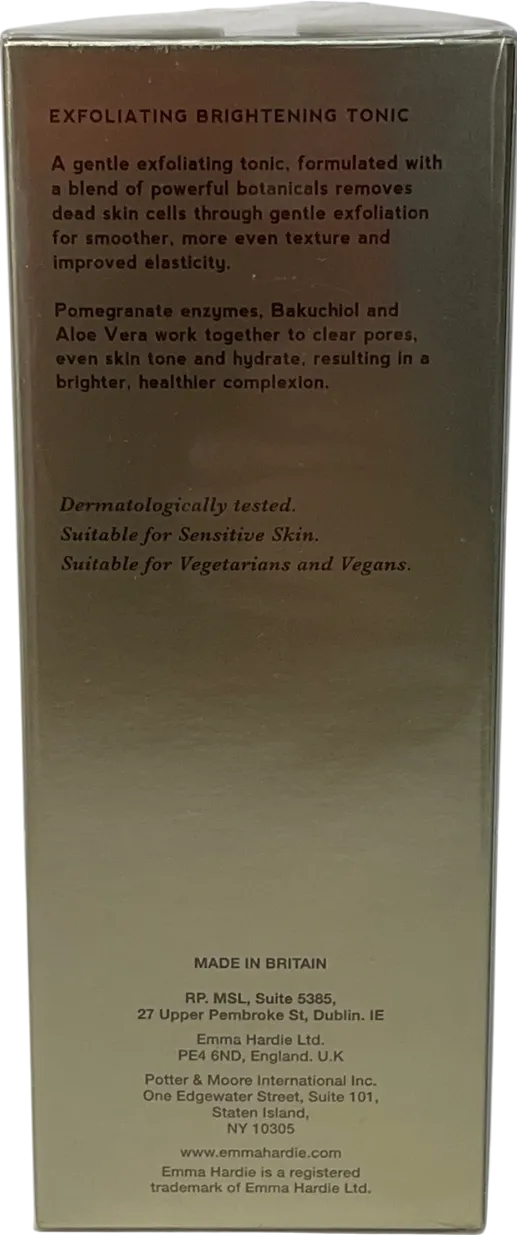 EXFOLIATING BRIGHTENING TONIC
A gentle exfoliating tonic, formulated with
a blend of powerful botanicals removes
dead skin cells through gentle exfoliation
for smoother, more even texture and
improved elasticity.
Pomegranate enzymes, Bakuchiol and
Aloe Vera work together to clear pores,
even skin tone and hydrate, resulting in a
brighter, healthier complexion.
Dermatologically tested.
Suitable for Sensitive Skin.
Suitable for Vegetarians and Vegans.
MADE IN BRITAIN
RP. MSL, Suite 5385,
27 Upper Pembroke St, Dublin. IE
Emma Hardie Ltd.
PE4 6ND, England. U.K
Potter & Moore International Inc.
One Edgewater Street, Suite 101,
Staten Island,
NY 10305
www.emmahardie.com
Emma Hardie is a registered
trademark of Emma Hardie Ltd.